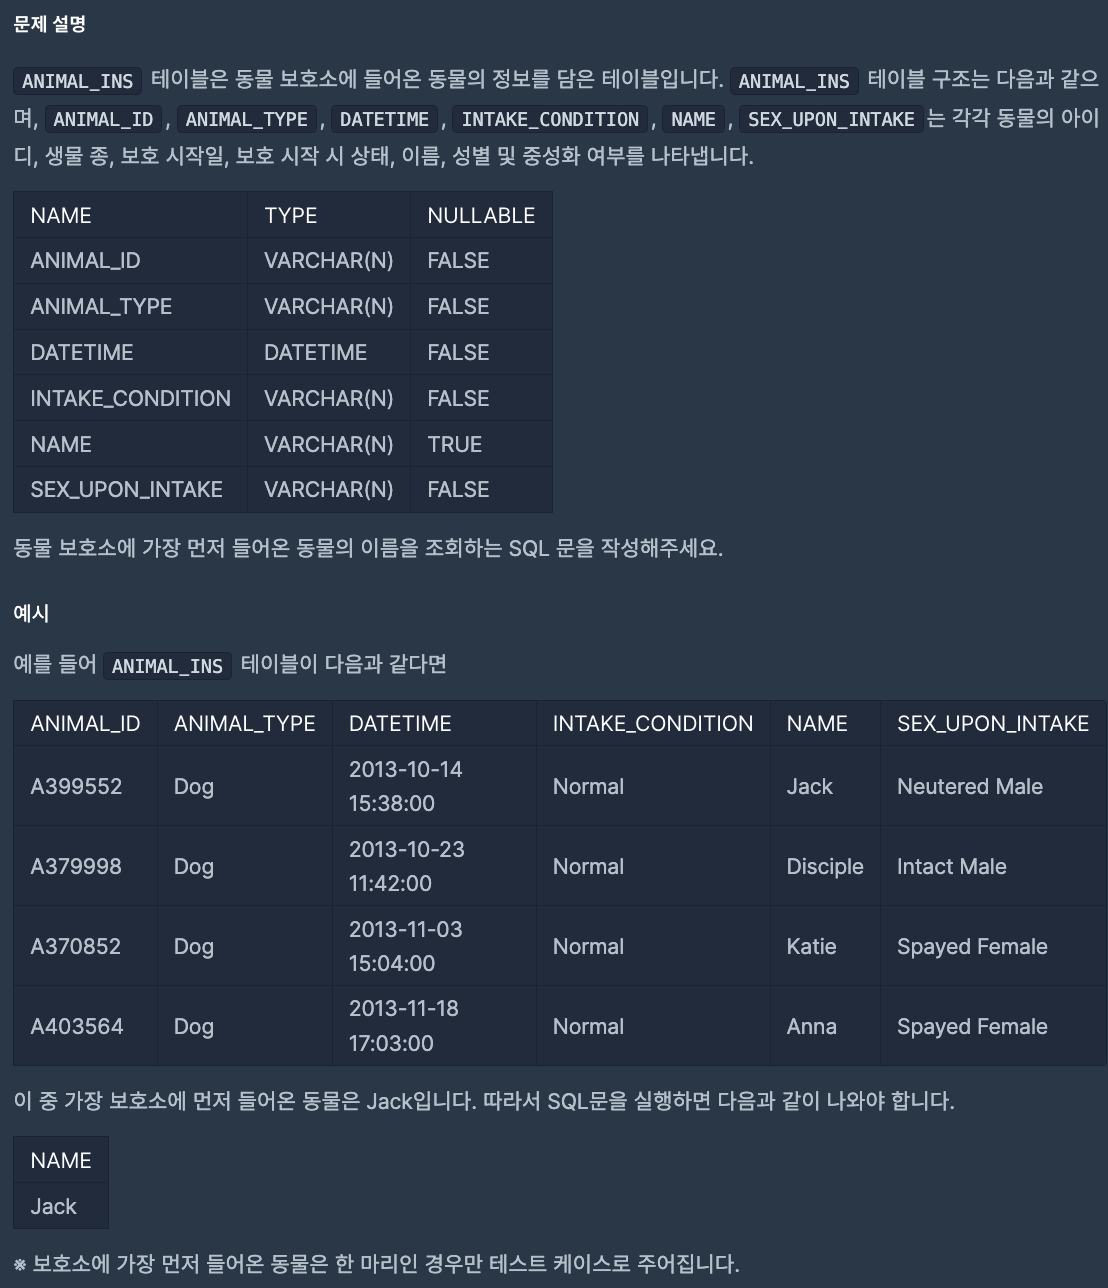 문제 설명
ANIMAL_INS 테이블은 동물 보호소에 들어온 동물의 정보를 담은 테이블입니다. ANIMAL_INS 테이블 구조는 다음과 같으
며, ANIMAL_ID, ANIMAL_TYPE, DATETIME, INTAKE_CONDITION, NAME, SEX_UPON_INTAKE는 각각 동물의 아이
디, 생물 종, 보호 시작일, 보호 시작 시 상태, 이름, 성별 및 중성화 여부를 나타냅니다.
NAME TYPE NULLABLE
ANIMAL_ID VARCHAR(N) FALSE
ANIMAL_TYPE VARCHAR(N) FALSE
DATETIME DATETIME FALSE
INTAKE_CONDITION VARCHAR(N) FALSE
NAME VARCHAR(N) TRUE
SEX_UPON_INTAKE VARCHAR(N) FALSE
동물 보호소에 가장 먼저 들어온 동물의 이름을 조회하는 SQL 문을 작성해주세요.
예시
예를 들어 ANIMAL_INS 테이블이 다음과 같다면
ANIMAL_ID ANIMAL_TYPE DATETIME INTAKE_CONDITION NAME SEX_UPON_INTAKE
A399552 Dog 2013-10-14 15:38:00 Normal Jack Neutered Male
A379998 Dog 2013-10-23 11:42:00 Normal Disciple Intact Male
A370852 Dog 2013-11-03 15:04:00 Normal Katie Spayed Female
A403564 Dog 2013-11-18 17:03:00 Normal Anna Spayed Female
이 중 가장 보호소에 먼저 들어온 동물은 Jack입니다. 따라서 SQL문을 실행하면 다음과 같이 나와야 합니다.
NAME
Jack
※ 보호소에 가장 먼저 들어온 동물은 한 마리인 경우만 테스트 케이스로 주어집니다.